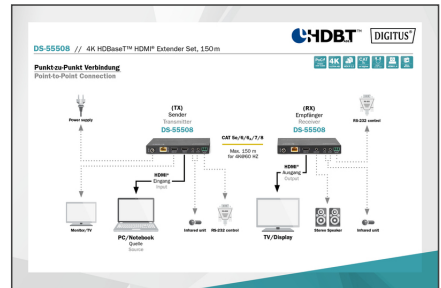 HDBT™ DIGITUS®
DS-55508 // 4K HDBaseT™ HDMI® Extender Set, 150 m
Punkt-zu-Punkt Verbindung
Point-to-Point Connection
4K
Power supply
(TX)
Sender
Transmitter
DS-55508
CAT 5e/6/6A/7/8
Max. 150 m
for 4K@60 HZ
(RX)
Empfänger
Receiver
DS-55508
RS-232 control
HDMI®
Eingang
Input
HDMI®
Ausgang
Output
Monitor/TV
PC/Notebook
Quelle
Source
Infrared unit
RS-232 control
TV/Display
Stereo Speaker
Infrared unit